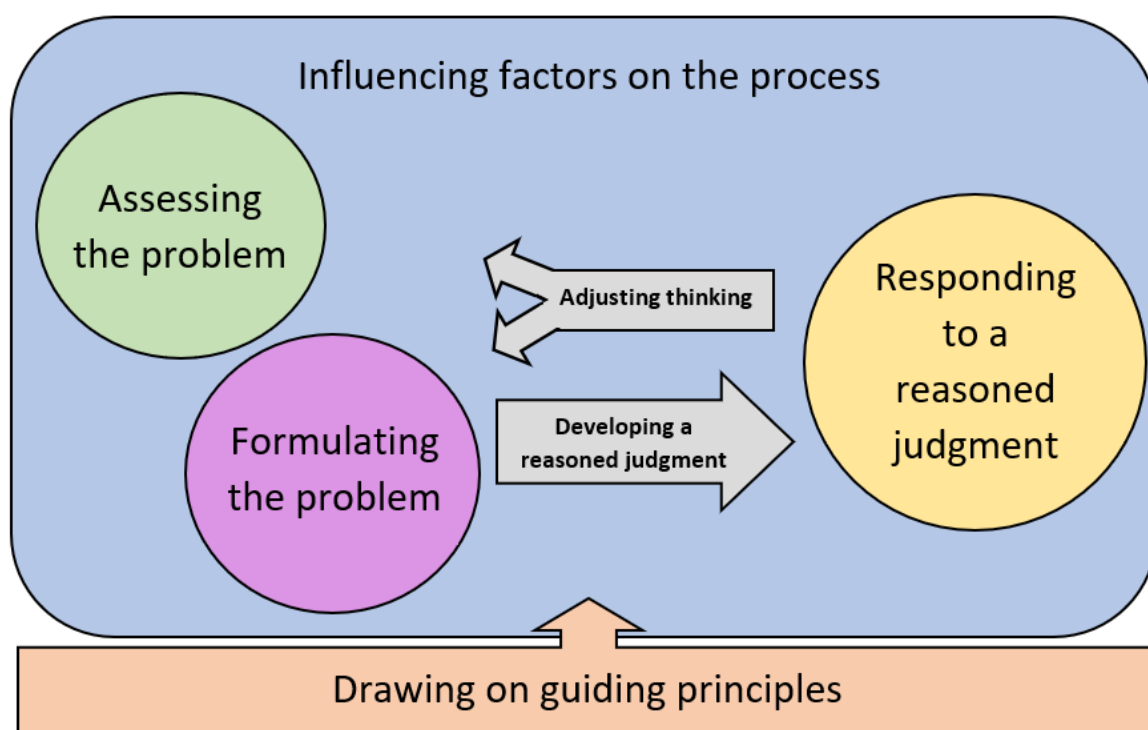 Influencing factors on the process
Assessing
the problem
Adjusting thinking
Responding
to a
reasoned
judgment
Formulating
the problem
Developing a
reasoned judgment
Drawing on guiding principles